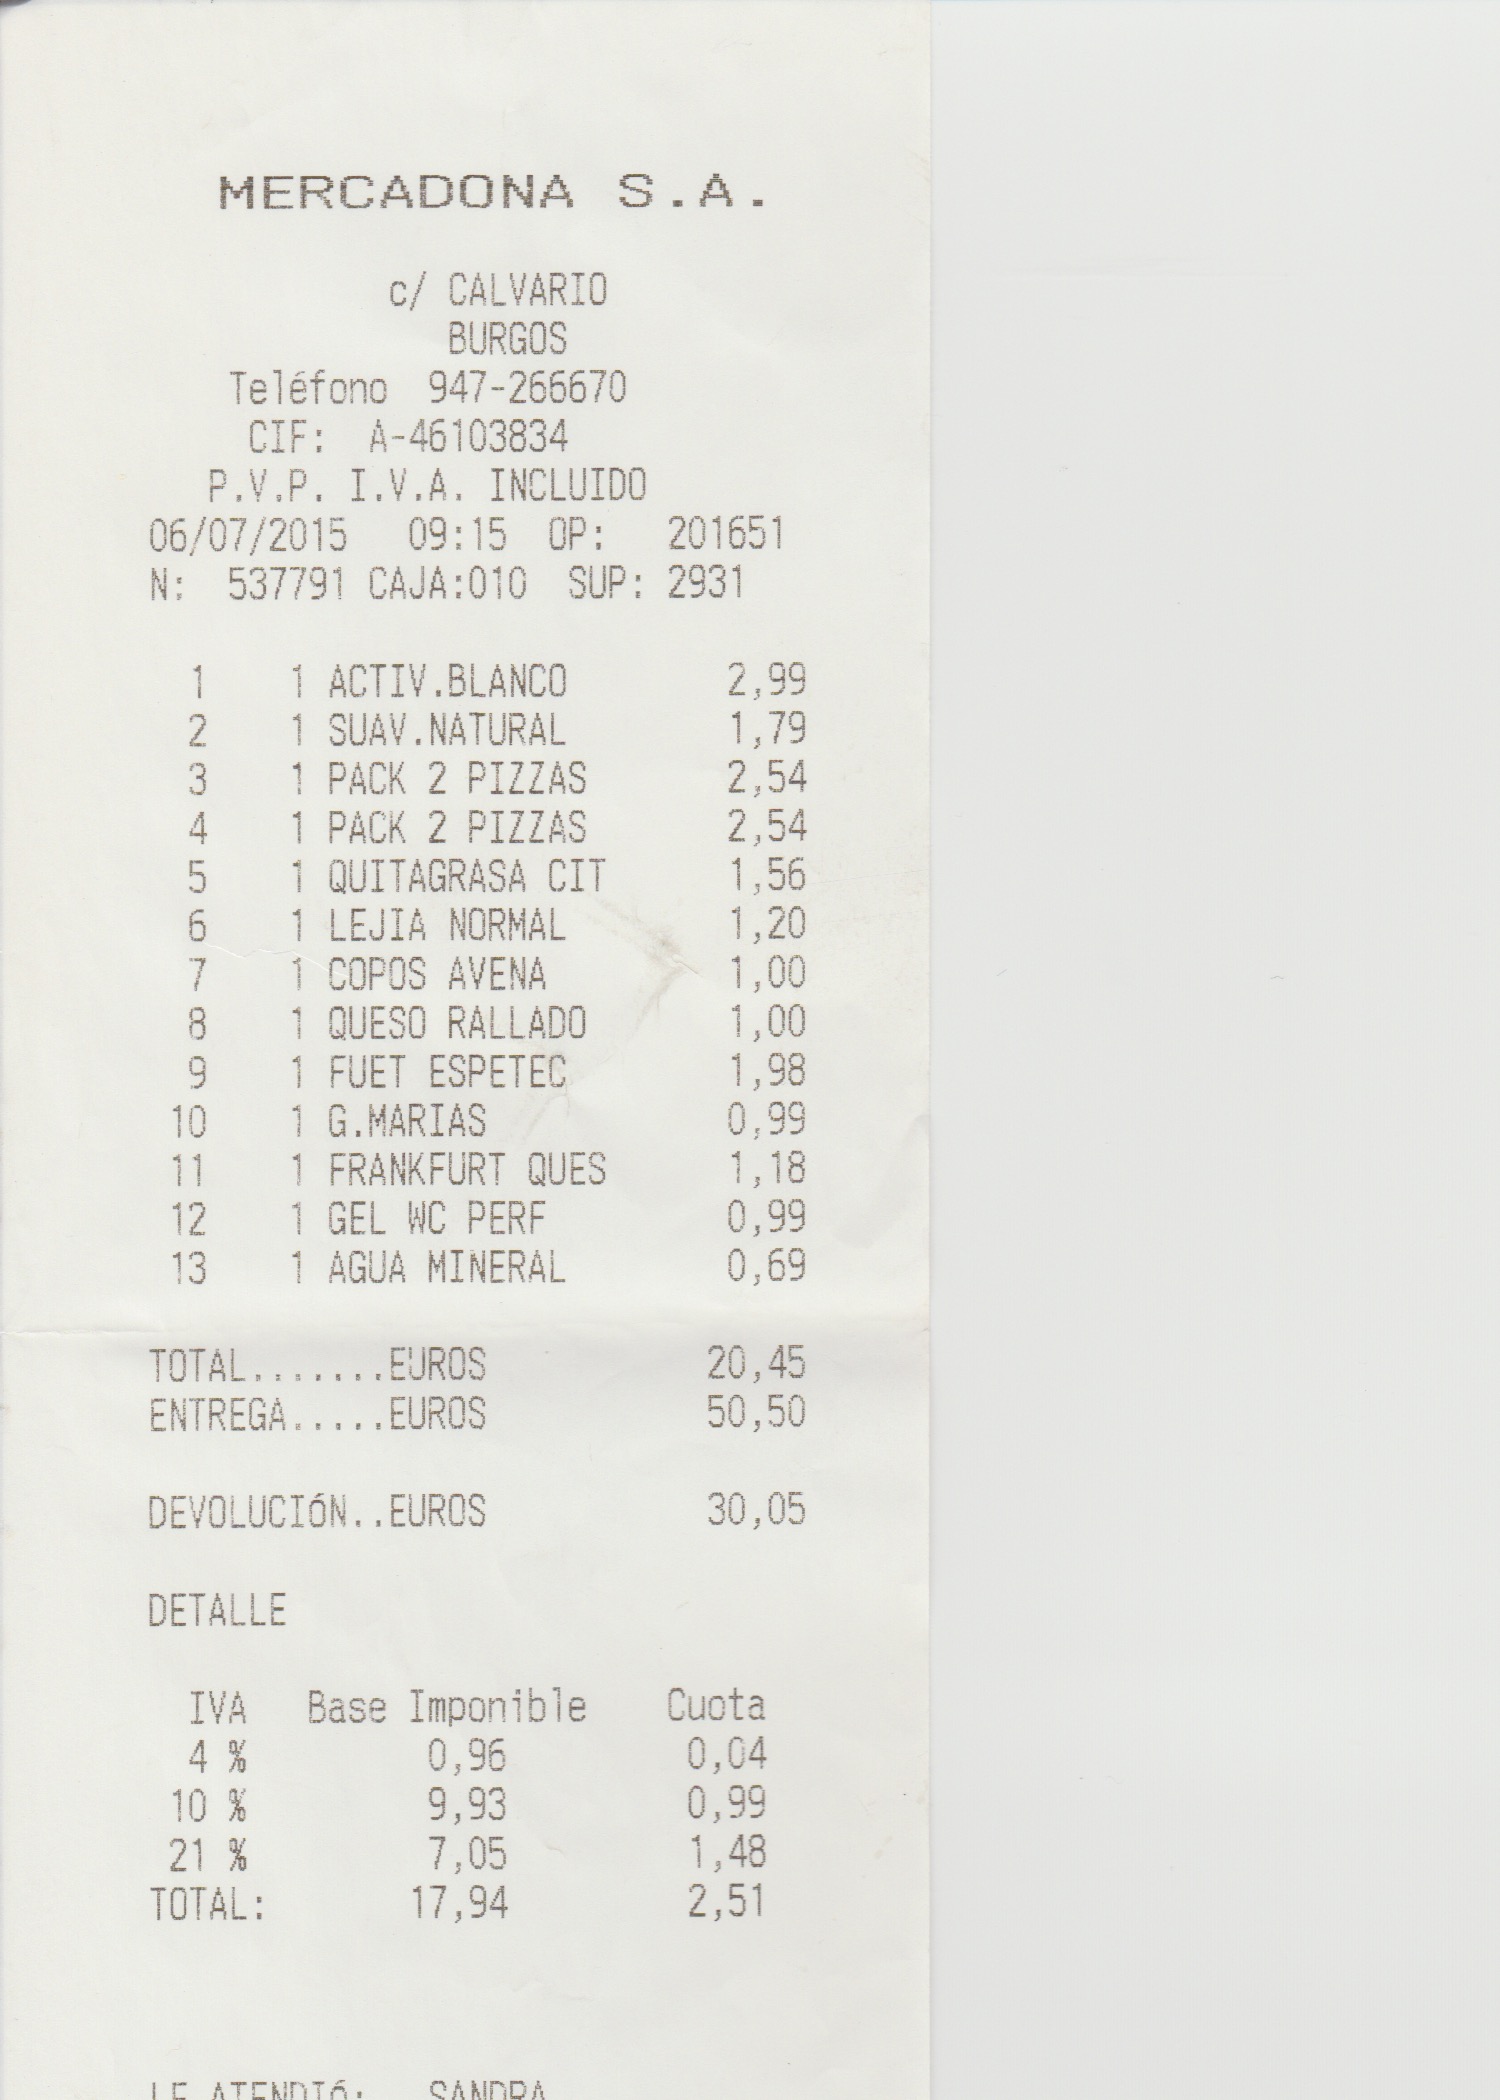 MERCADONA S.A.
c/ CALVARIO
BURGOS
Teléfono 947-266670
CIF: A-46103834
P.V.P. I.V.A. INCLUIDO
06/07/2015 09:15 OP: 201651
N: 537791 CAJA:010 SUP: 2931
1 1 ACTIV.BLANCO 2,99
2 1 SUAV.NATURAL 1,79
3 1 PACK 2 PIZZAS 2,54
4 1 PACK 2 PIZZAS 2,54
5 1 QUITAGRASA CIT 1,56
6 1 LEJIA NORMAL 1,20
7 1 COPOS AVENA 1,00
8 1 QUESO RALLADO 1,00
9 1 FUET ESPETEC 1,98
10 1 G.MARIAS 0,99
11 1 FRANKFURT QUES 1,18
12 1 GEL WC PERF 0,99
13 1 AGUA MINERAL 0,69
TOTAL.......EUROS 20,45
ENTREGA.....EUROS 50,50
DEVOLUCIóN..EUROS 30,05
DETALLE
IVA Base Imponible Cuota
4 % 0,96 0,04
10 % 9,93 0,99
21 % 7,05 1,48
TOTAL: 17,94 2,51
LE ATENDIó: SANDRA